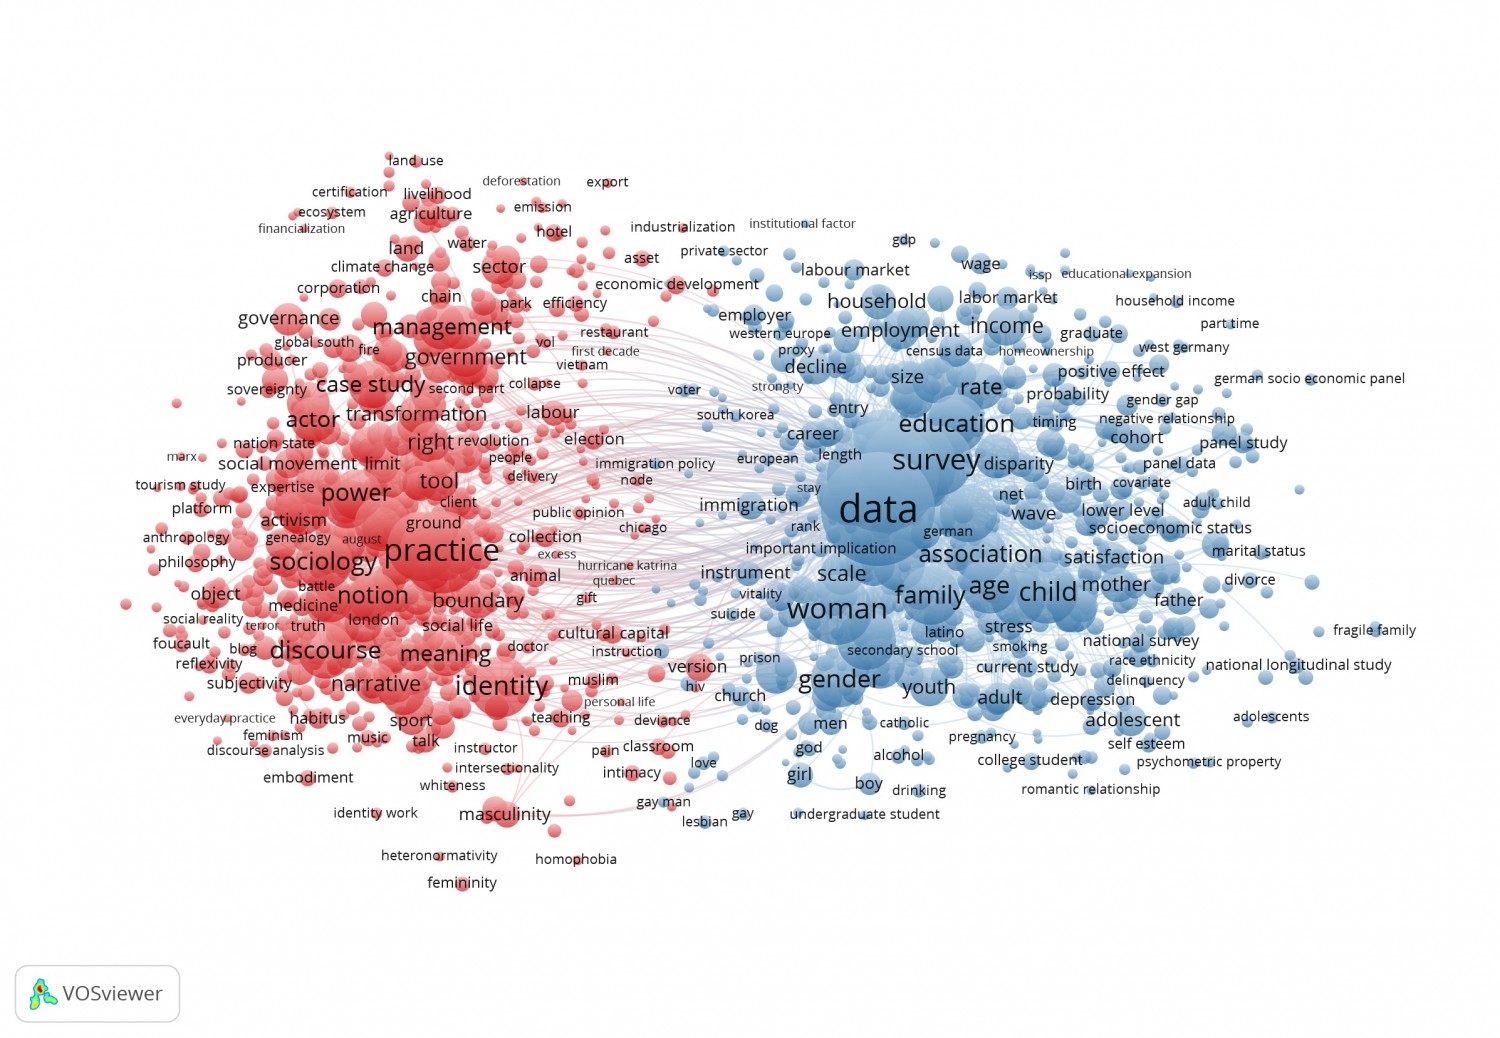 land use
certification
livelihood
deforestation
export
ecosystem
agriculture
emission
financialization
hotel
industrialization
institutional factor
land
water
private sector
gdp
climate change
sector
asset
labour market
wage
issp
educational expansion
corporation
chain
park
efficiency
economic development
household
labor market
household income
governance
management
restaurant
employer
western europe
employment
income
graduate
part time
global south
fire
vol
first decade
proxy
census data
homeownership
west germany
producer
government
vietnam
decline
size
positive effect
sovereignty
case study
second part
collapse
voter
strong ty
rate
probability
german socio economic panel
actor
transformation
labour
south korea
entry
gender gap
nation state
right
revolution
election
career
education
timing
negative relationship
cohort
panel study
marx
social movement
limit
people
immigration policy
european
length
survey
disparity
panel data
tourism study
expertise
power
tool
delivery
node
stay
net
birth
covariate
platform
client
public opinion
immigration
data
wave
lower level
adult child
anthropology
activism
genealogy
august
ground
collection
chicago
rank
german
socioeconomic status
philosophy
sociology
practice
excess
hurricane katrina
important implication
association
satisfaction
marital status
object
battle
notion
animal
quebec
instrument
scale
family
age
child
mother
divorce
medicine
boundary
gift
vitality
woman
father
social reality
terror
truth
london
social life
cultural capital
suicide
latino
stress
fragile family
foucault
blog
discourse
meaning
doctor
instruction
prison
secondary school
smoking
national survey
reflexivity
version
current study
race ethnicity
national longitudinal study
subjectivity
narrative
identity
muslim
hiv
church
gender
youth
adult
depression
delinquency
everyday practice
habitus
sport
teaching
personal life
deviance
dog
men
catholic
adolescent
adolescents
feminism
music
talk
discourse analysis
instructor
pain
classroom
god
pregnancy
self esteem
embodiment
intersectionality
intimacy
love
girl
alcohol
college student
psychometric property
whiteness
boy
drinking
romantic relationship
identity work
masculinity
gay man
lesbian
gay
undergraduate student
heteronormativity
homophobia
femininity
VOSviewer